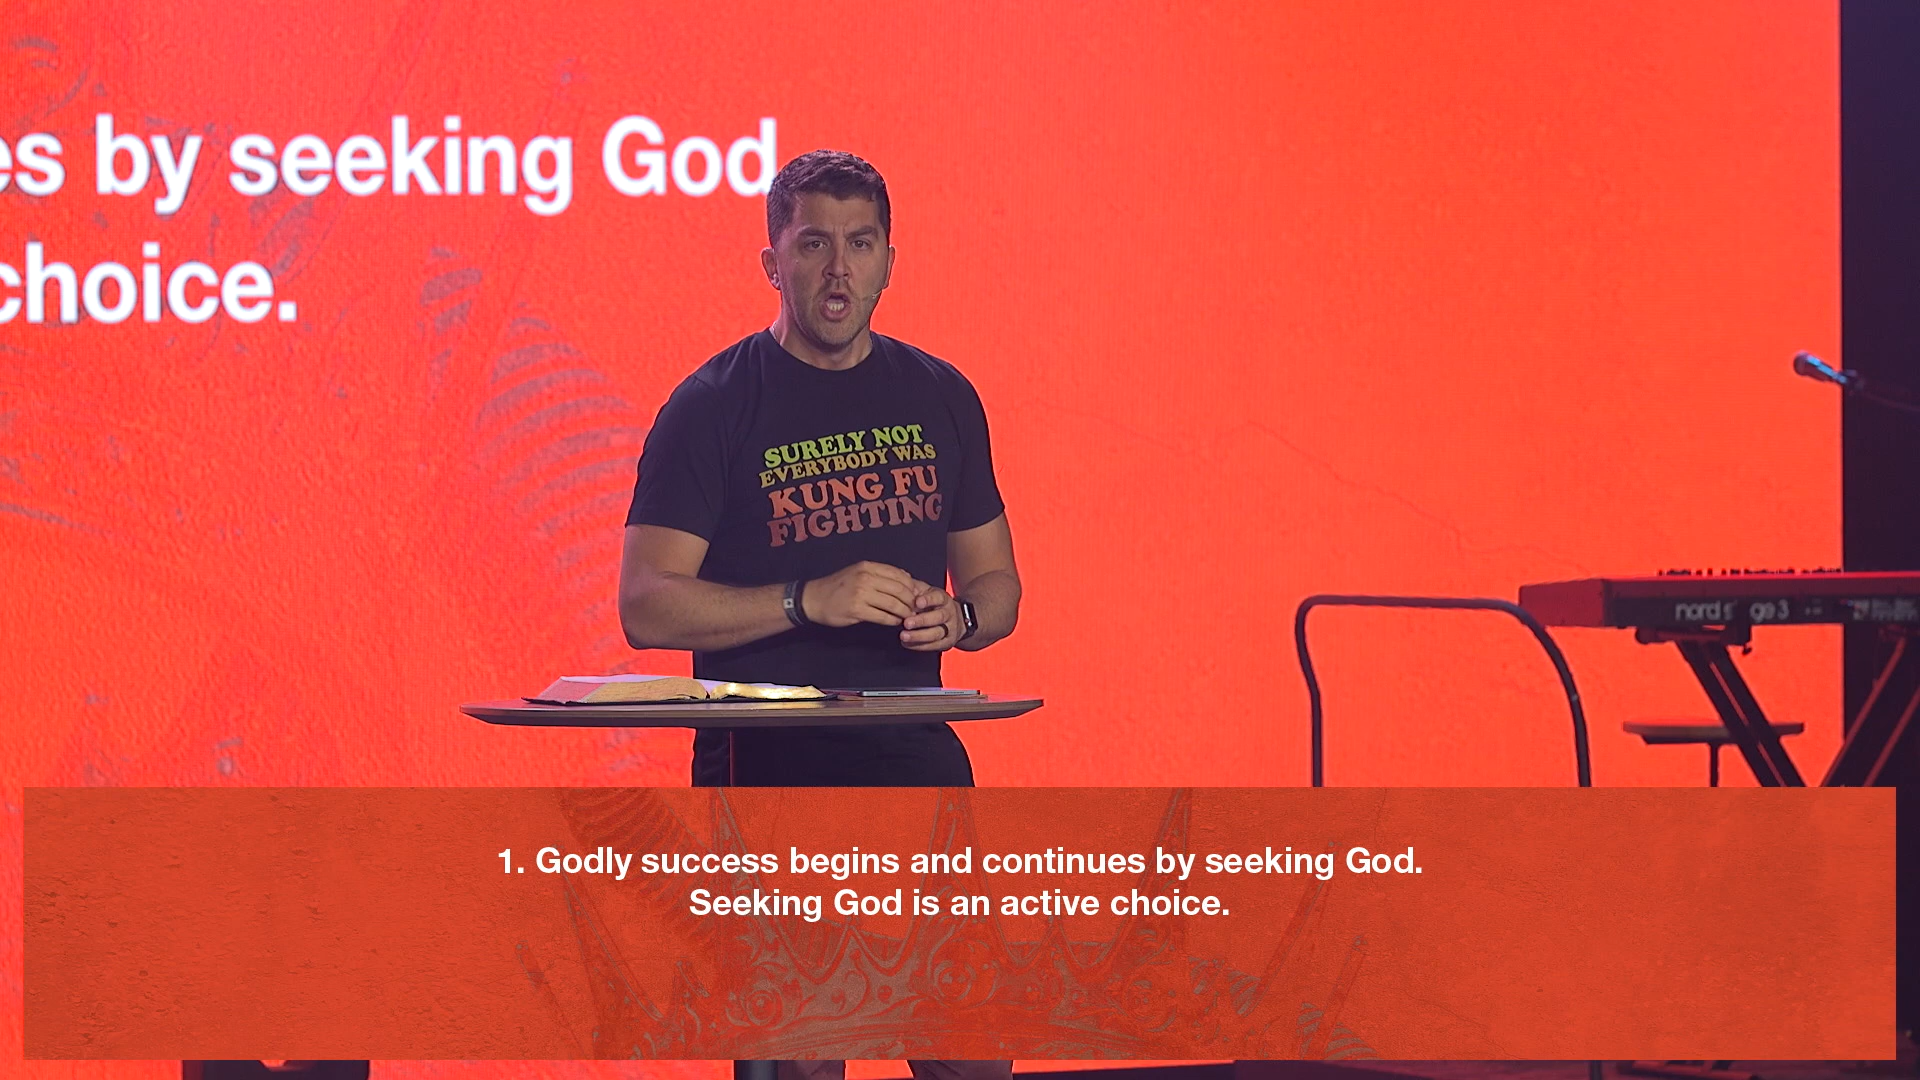 es by seeking God
choice.
SURELY NOT
EVERYBODY WAS
KUNG FU
FIGHTING
nord
1. Godly success begins and continues by seeking God.
Seeking God is an active choice.